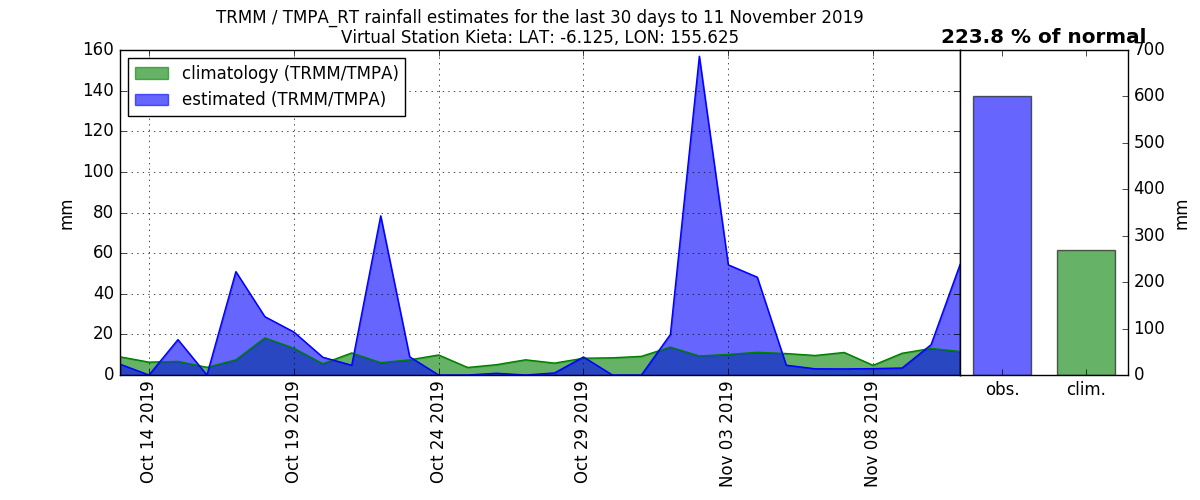 TRMM / TMPA_RT rainfall estimates for the last 30 days to 11 November 2019
Virtual Station Kieta: LAT: -6.125, LON: 155.625
223.8 % of normal
climatology (TRMM/TMPA)
estimated (TRMM/TMPA)
160
140
120
100
80
60
40
20
0
mm
Oct 14 2019
Oct 19 2019
Oct 24 2019
Oct 29 2019
Nov 03 2019
Nov 08 2019
obs.
clim.
700
600
500
400
300
200
100
0
mm